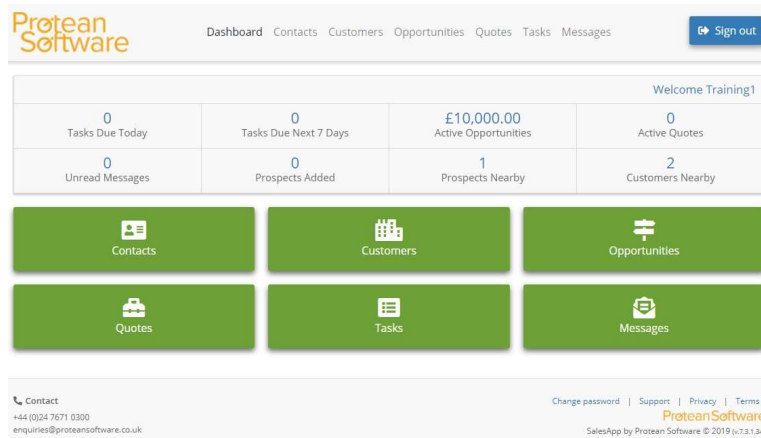 Protean
Software
Dashboard Contacts Customers Opportunities Quotes Tasks Messages
Sign out
Welcome Training1
0 0 £10,000.00 0
Tasks Due Today Tasks Due Next 7 Days Active Opportunities Active Quotes
0 0 1 2
Unread Messages Prospects Added Prospects Nearby Customers Nearby
Contacts Customers Opportunities
Quotes Tasks Messages
Contact
+44 (0)24 7671 0300
enquiries@proteansoftware.co.uk
Change password | Support | Privacy | Terms
ProteanSoftware
SalesApp by Protean Software © 2019